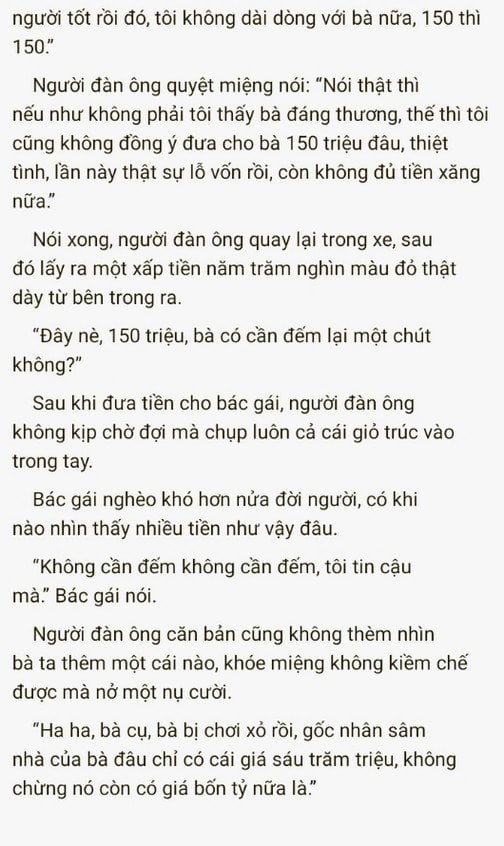 người tốt rồi đó, tôi không dài dòng với bà nữa, 150 thì
150.”
Người đàn ông quyệt miệng nói: “Nói thật thì
nếu như không phải tôi thấy bà đáng thương, thế thì tôi
cũng không đồng ý đưa cho bà 150 triệu đâu, thiệt
tình, lần này thật sự lỗ vốn rồi, còn không đủ tiền xăng
nữa.”
Nói xong, người đàn ông quay lại trong xe, sau
đó lấy ra một xấp tiền năm trăm nghìn màu đỏ thật
dày từ bên trong ra.
“Đây nè, 150 triệu, bà có cần đếm lại một chút
không?”
Sau khi đưa tiền cho bác gái, người đàn ông
không kịp chờ đợi mà chụp luôn cả cái giỏ trúc vào
trong tay.
Bác gái nghèo khó hơn nửa đời người, có khi
nào nhìn thấy nhiều tiền như vậy đâu.
“Không cần đếm không cần đếm, tôi tin cậu
mà.” Bác gái nói.
Người đàn ông căn bản cũng không thèm nhìn
bà ta thêm một cái nào, khóe miệng không kiềm chế
được mà nở một nụ cười.
“Ha ha, bà cụ, bà bị chơi xỏ rồi, gốc nhân sâm
nhà của bà đâu chỉ có cái giá sáu trăm triệu, không
chừng nó còn có giá bốn tỷ nữa là.”